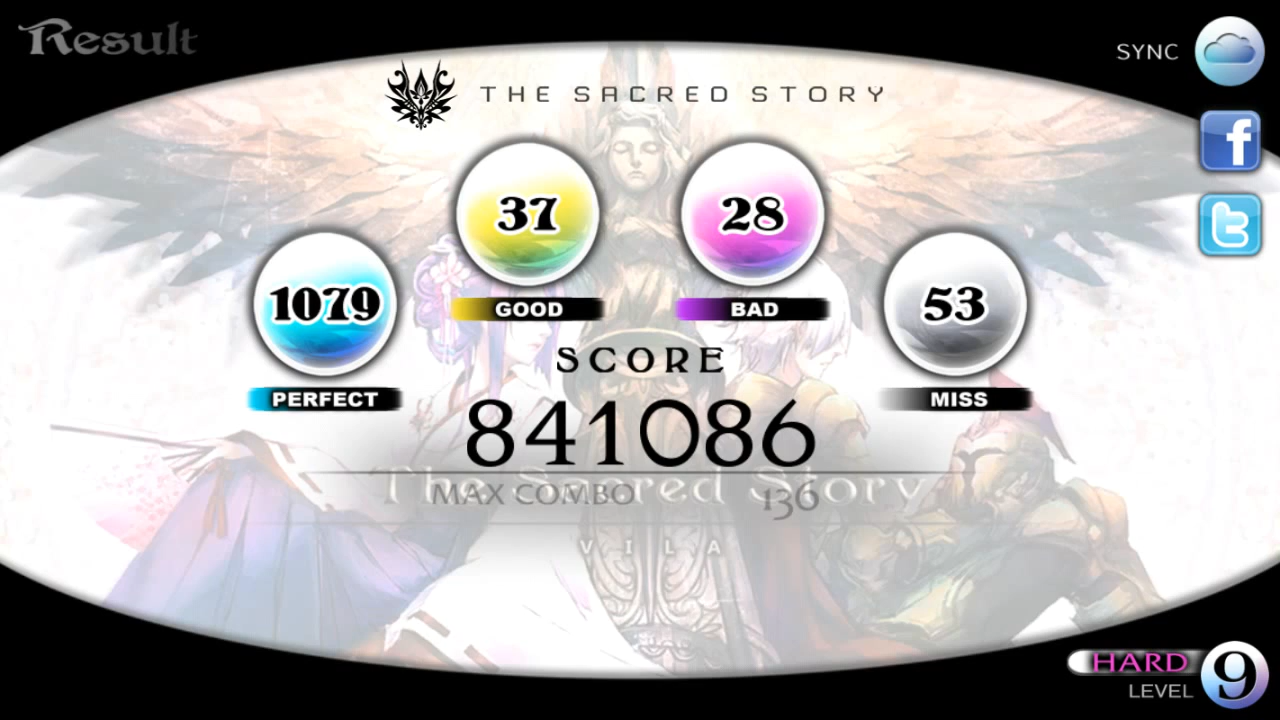 Result
SYNC
THE SACRED STORY
f
t
37
28
1079
53
GOOD
BAD
PERFECT
MISS
SCORE
841086
The Sacred Story
MAX COMBO 136
VILA
HARD
LEVEL 9